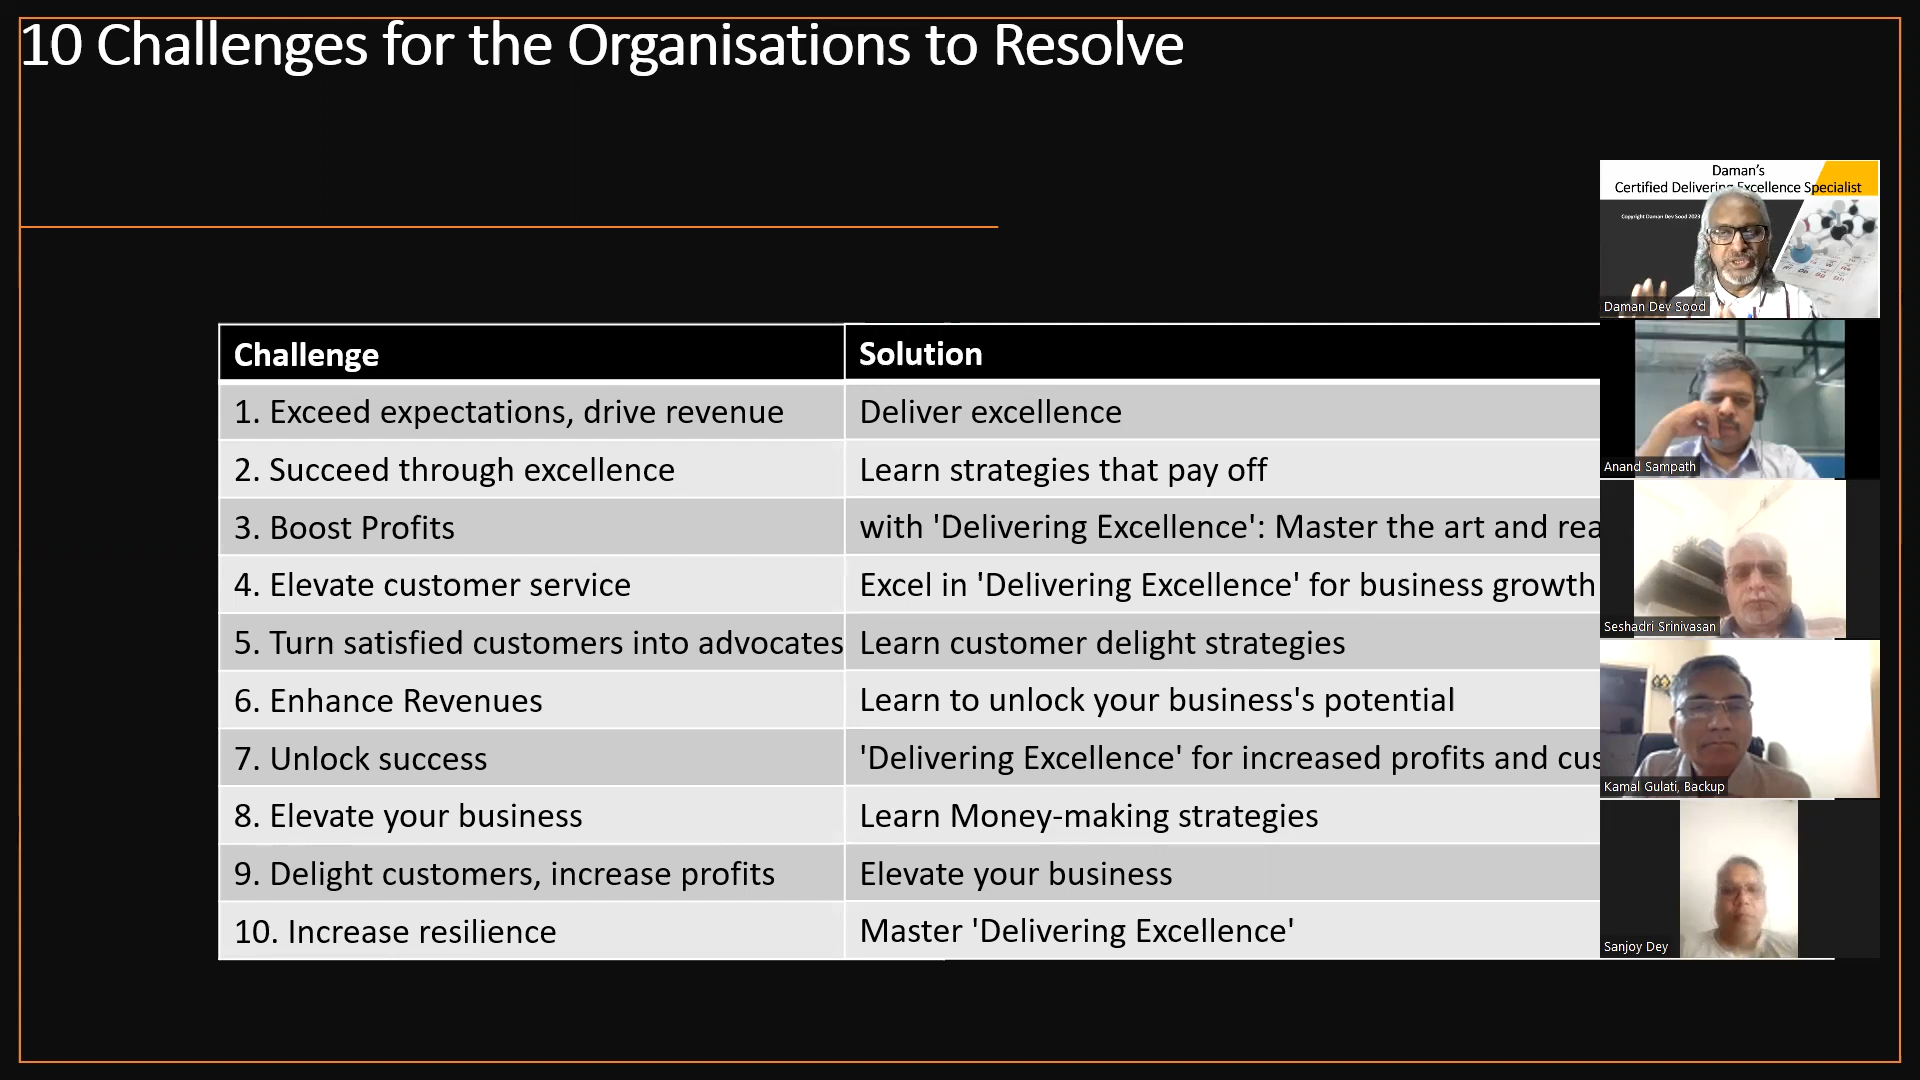 10 Challenges for the Organisations to Resolve
Challenge Solution
1. Exceed expectations, drive revenue Deliver excellence
2. Succeed through excellence Learn strategies that pay off
3. Boost Profits with 'Delivering Excellence': Master the art and
4. Elevate customer service Excel in 'Delivering Excellence' for business growth
5. Turn satisfied customers into advocates Learn customer delight strategies
6. Enhance Revenues Learn to unlock your business's potential
7. Unlock success 'Delivering Excellence' for increased profits and
8. Elevate your business Learn Money-making strategies
9. Delight customers, increase profits Elevate your business
10. Increase resilience Master 'Delivering Excellence'
Daman's
Certified Delivering Excellence Specialist
Copyright Daman Dev Sood 2023
Daman Dev Sood
Anand Sampath
Seshadri Srinivasan
Kamal Gulati, Backup
Sanjoy Dey